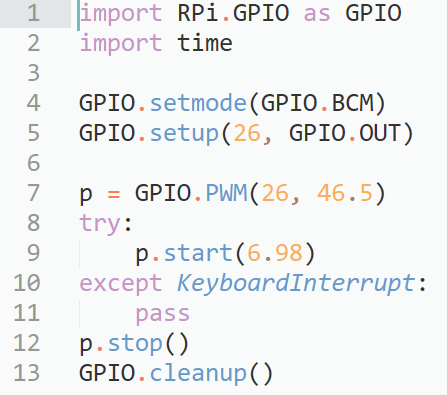 1 import RPi.GPIO as GPIO
2 import time
3
4 GPIO.setmode(GPIO.BCM)
5 GPIO.setup(26, GPIO.OUT)
6
7 p = GPIO.PWM(26, 46.5)
8 try:
9     p.start(6.98)
10 except KeyboardInterrupt:
11     pass
12 p.stop()
13 GPIO.cleanup()